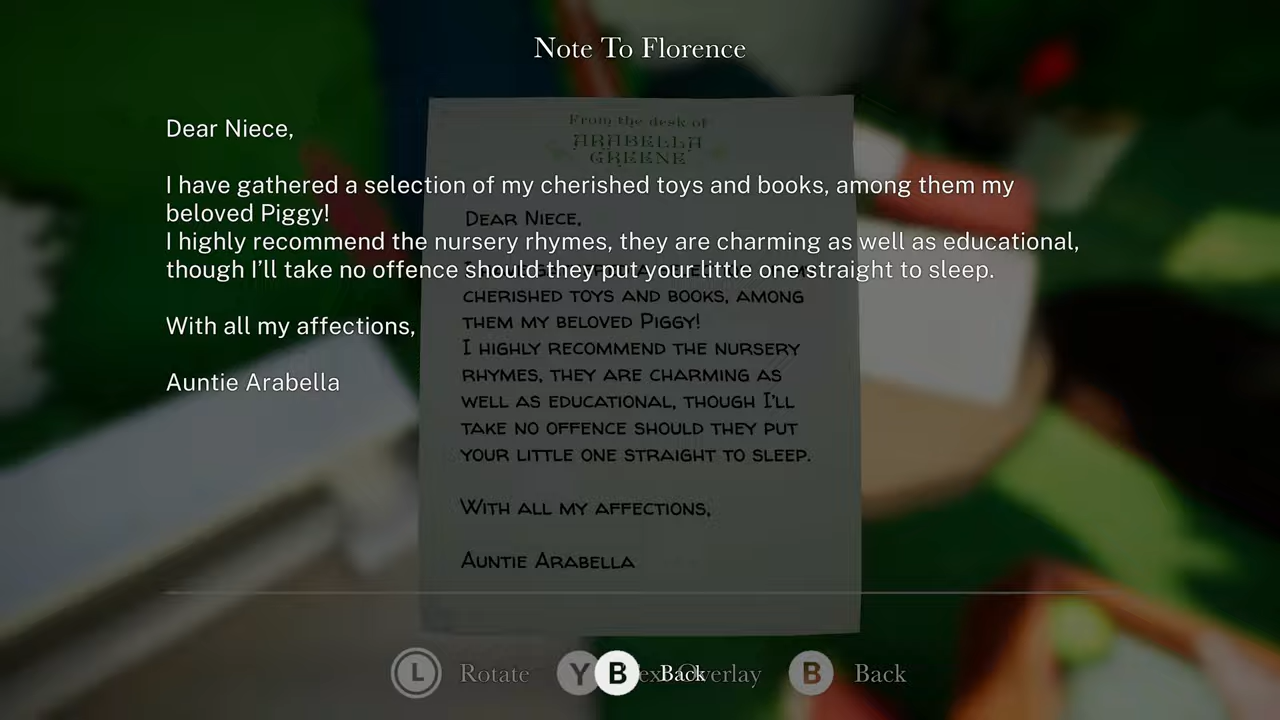 Note To Florence
Dear Niece,
I have gathered a selection of my cherished toys and books, among them my
beloved Piggy!
I highly recommend the nursery rhymes, they are charming as well as educational,
though I'll take no offence should they put your little one straight to sleep.
With all my affections,
Auntie Arabella
From the desk of
ARABELLA
GREENE
DEAR NIECE,
CHERISHED TOYS AND BOOKS, AMONG
THEM MY BELOVED PIGGY!
I HIGHLY RECOMMEND THE NURSERY
RHYMES, THEY ARE CHARMING AS
WELL AS EDUCATIONAL, THOUGH I'LL
TAKE NO OFFENCE SHOULD THEY PUT
YOUR LITTLE ONE STRAIGHT TO SLEEP.
WITH ALL MY AFFECTIONS,
AUNTIE ARABELLA
L Rotate Y B Back B Back